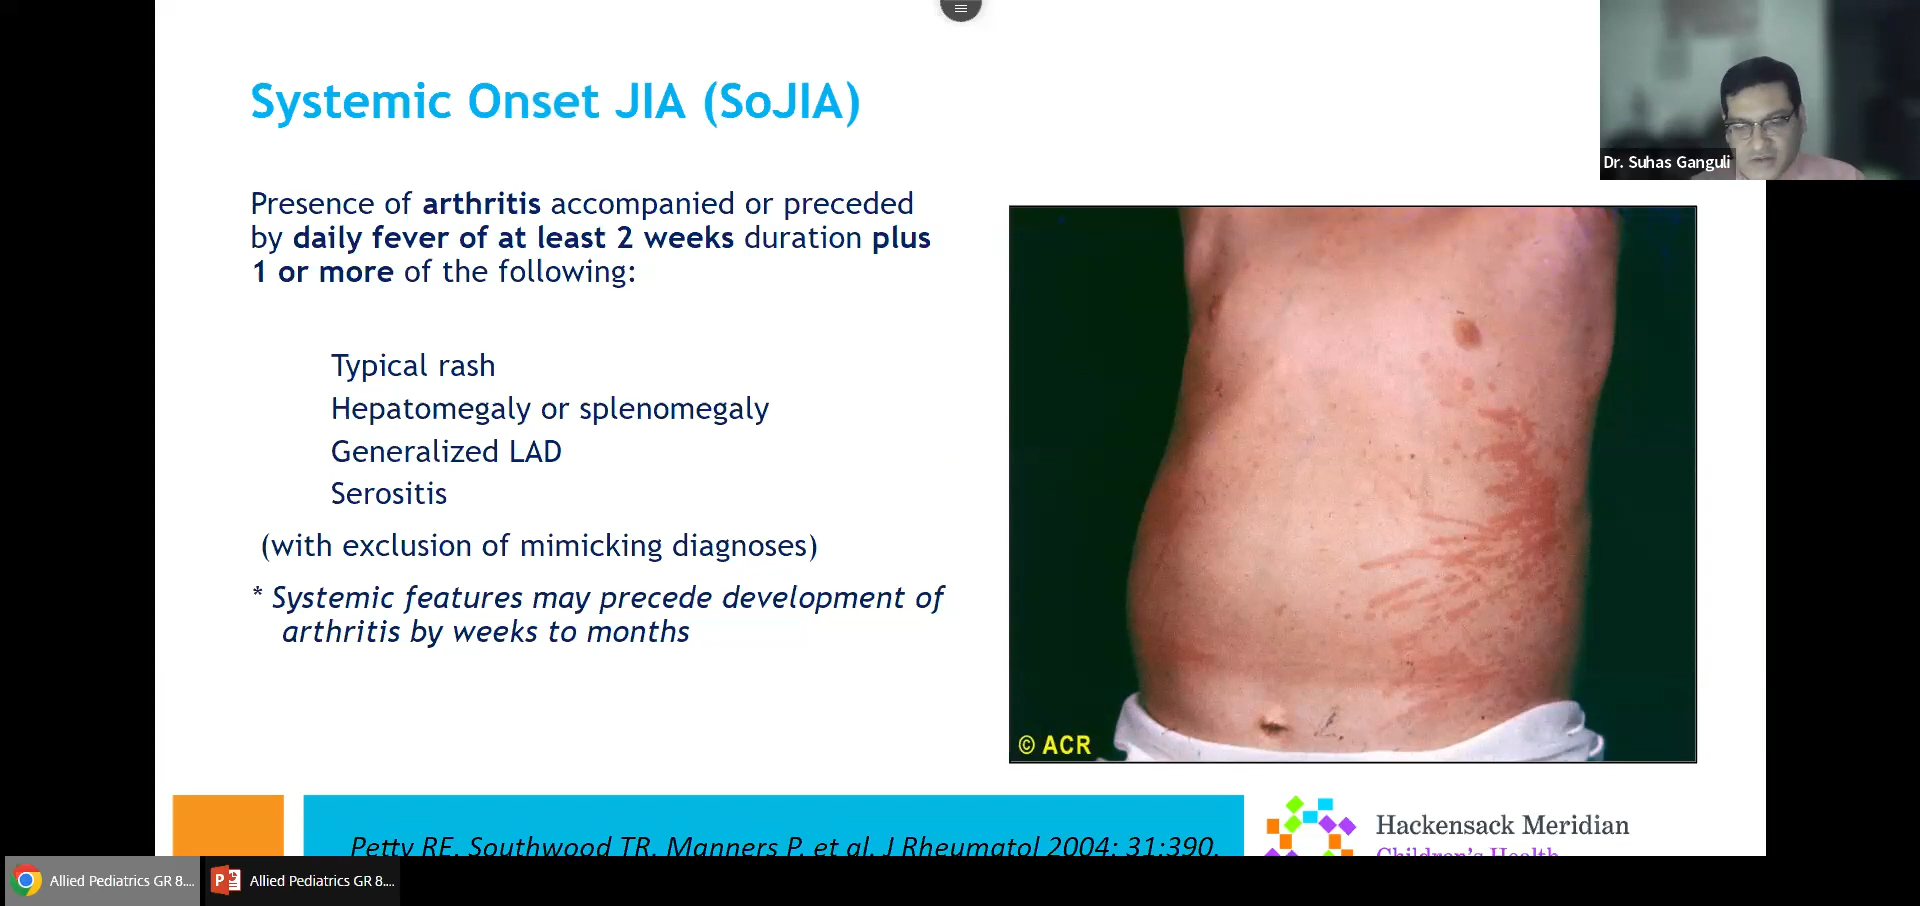 Systemic Onset JIA (SoJIA)
Dr. Suhas Ganguli
Presence of arthritis accompanied or preceded
by daily fever of at least 2 weeks duration plus
1 or more of the following:
Typical rash
Hepatomegaly or splenomegaly
Generalized LAD
Serositis
(with exclusion of mimicking diagnoses)
* Systemic features may precede development of
arthritis by weeks to months
© ACR
Petty RE, Southwood TR, Manners P, et al. J Rheumatol 2004; 31:390.
Hackensack Meridian
Children's Health
Allied Pediatrics GR 8....
Allied Pediatrics GR 8....